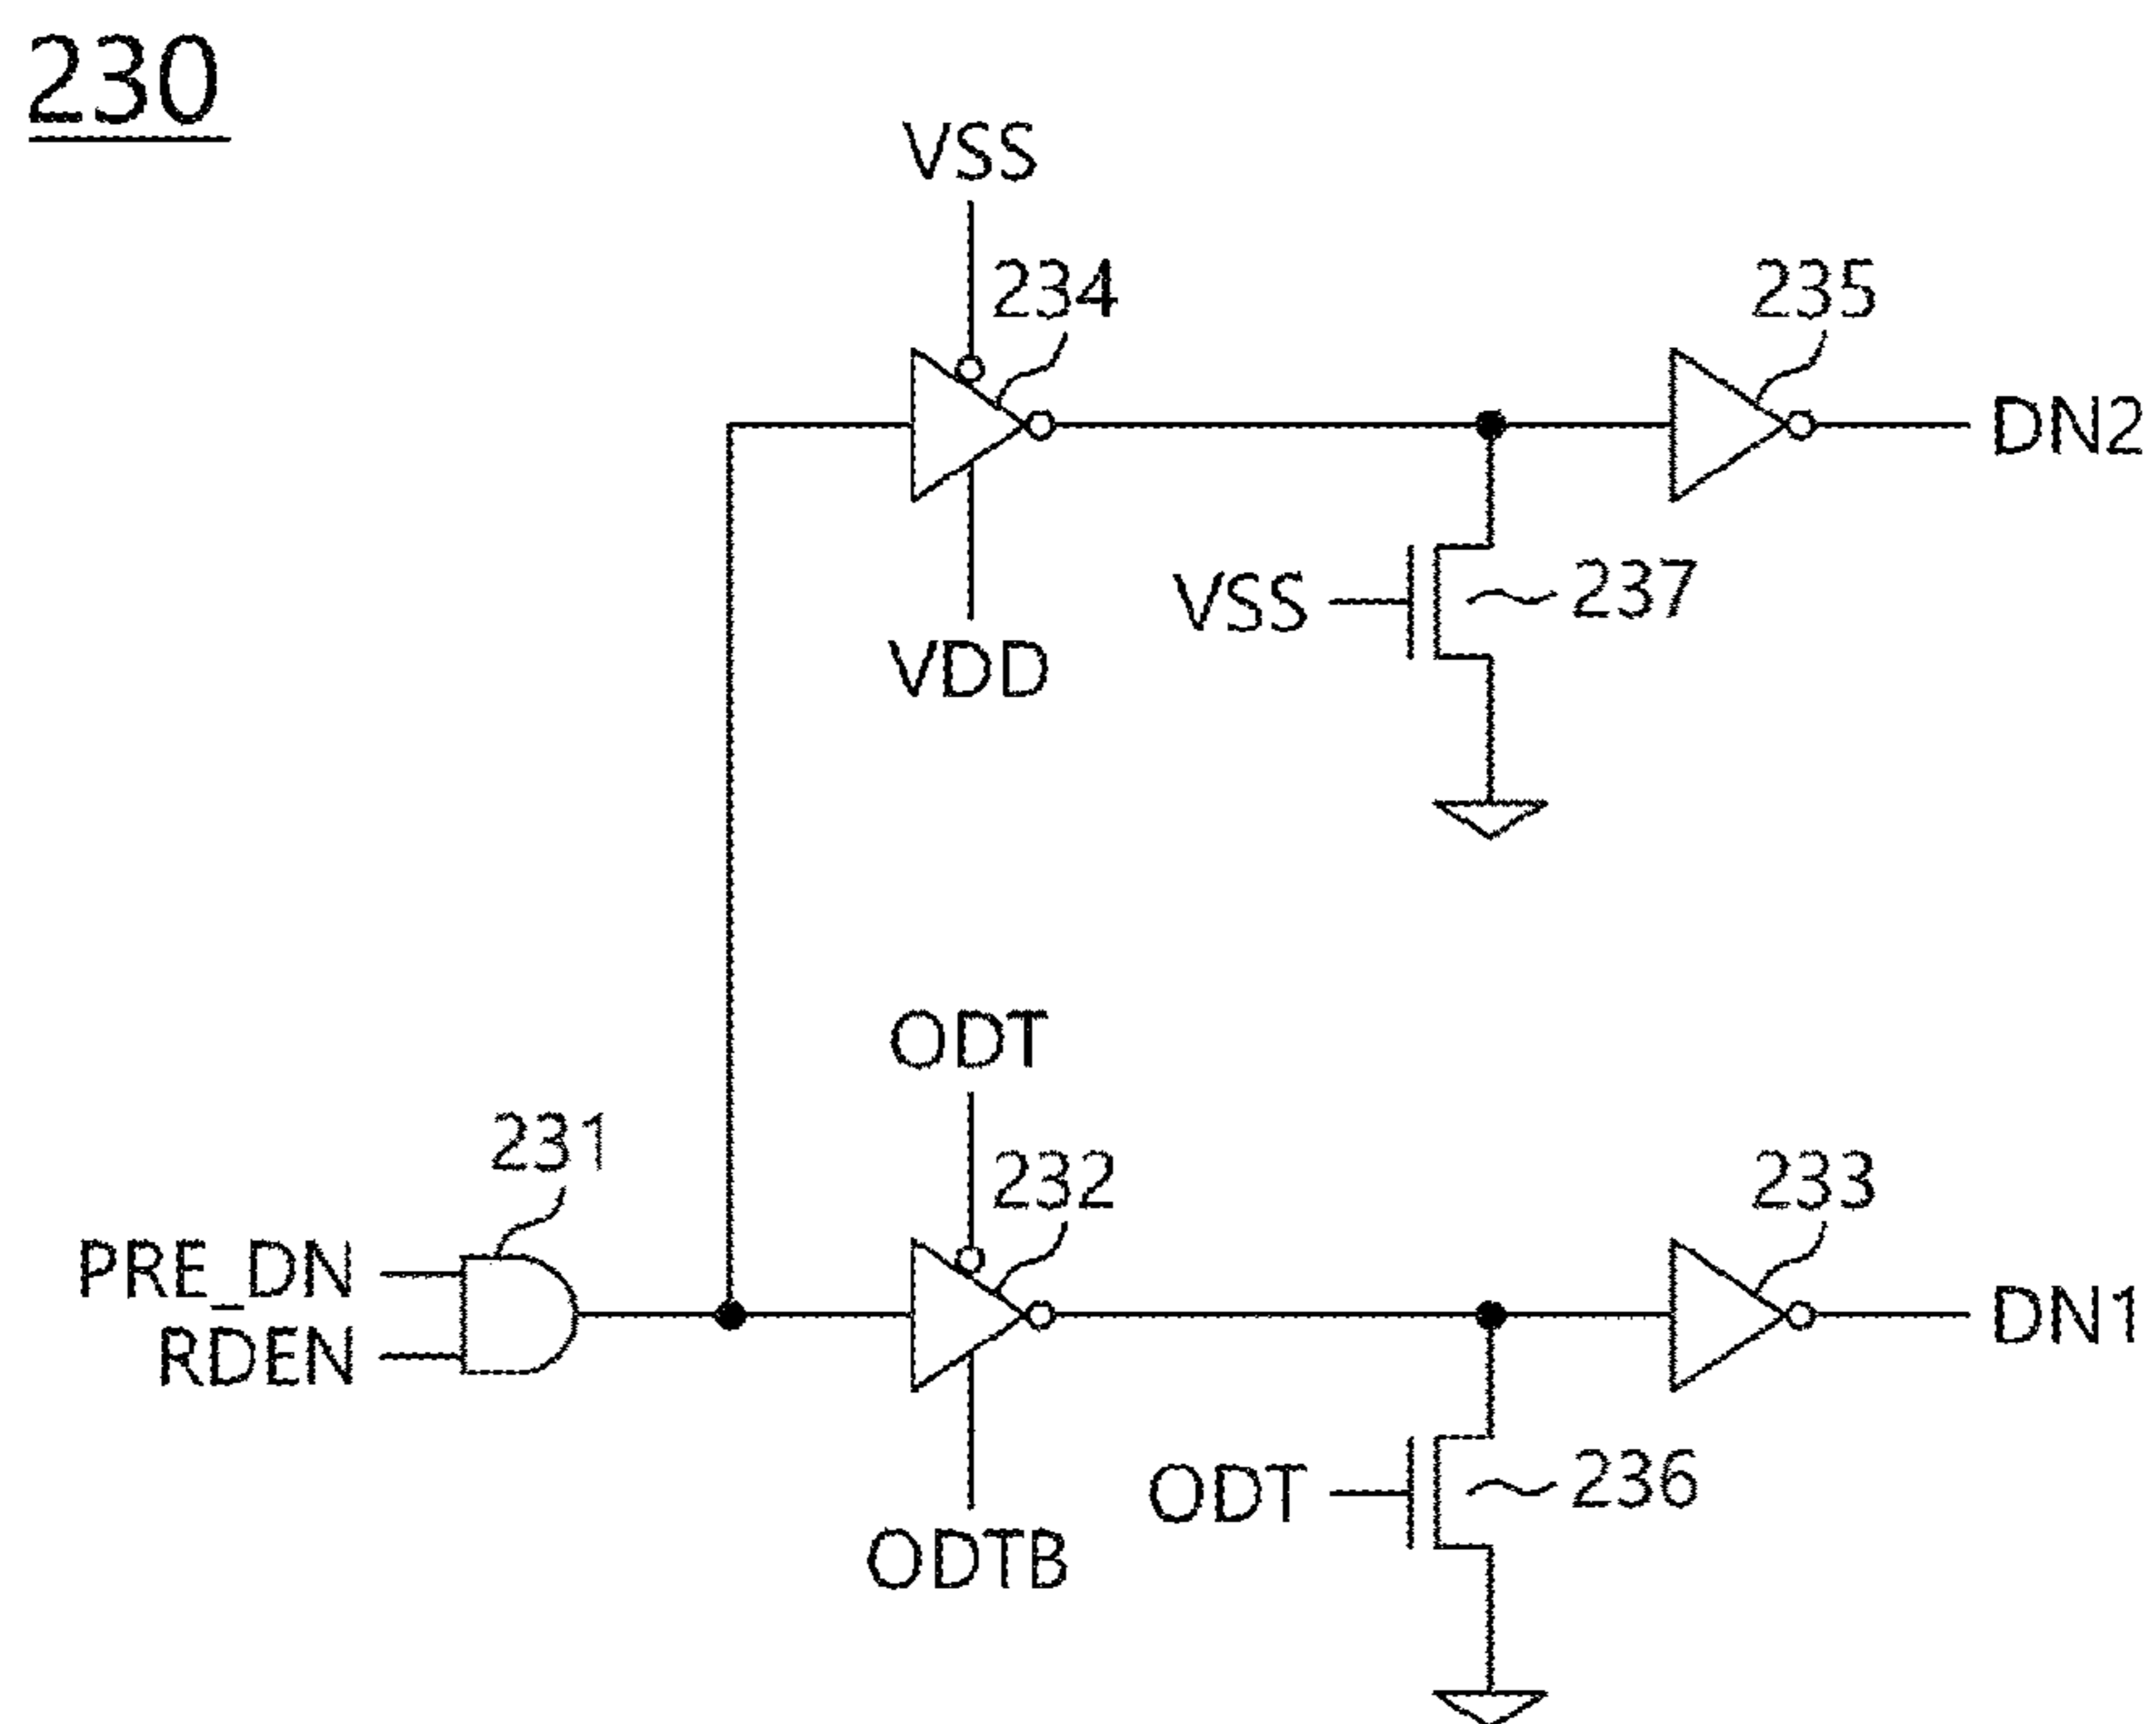 230
VSS
234
235
DN2
VSS
237
VDD
ODT
231
232
233
PRE_DN
RDEN
DN1
ODT
236
ODTB